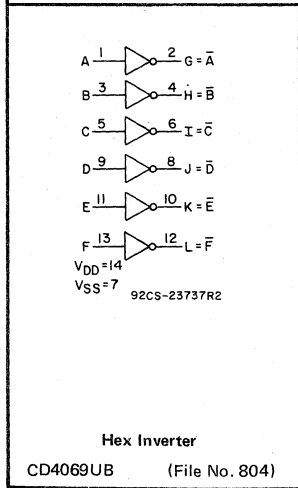 A 1 2 G = A̅
B 3 4 H = B̅
C 5 6 I = C̅
D 9 8 J = D̅
E 11 10 K = E̅
F 13 12 L = F̅
VDD = 14
VSS = 7
92CS-23737R2
Hex Inverter
CD4069UB (File No. 804)